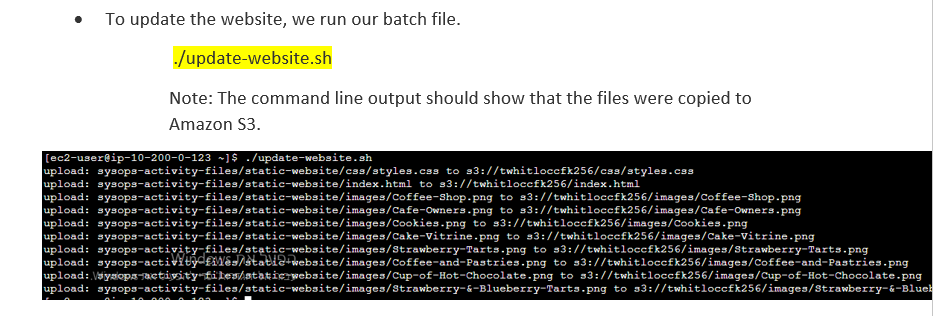 • To update the website, we run our batch file.
./update-website.sh
Note: The command line output should show that the files were copied to
Amazon S3.
[ec2-user@ip-10-200-0-123 ~]$ ./update-website.sh
upload: sysops-activity-files/static-website/css/styles.css to s3://twhitloccfk256/css/styles.css
upload: sysops-activity-files/static-website/index.html to s3://twhitloccfk256/index.html
upload: sysops-activity-files/static-website/images/Coffee-Shop.png to s3://twhitloccfk256/images/Coffee-Shop.png
upload: sysops-activity-files/static-website/images/Cafe-Owners.png to s3://twhitloccfk256/images/Cafe-Owners.png
upload: sysops-activity-files/static-website/images/Cookies.png to s3://twhitloccfk256/images/Cookies.png
upload: sysops-activity-files/static-website/images/Cake-Vitrine.png to s3://twhitloccfk256/images/Cake-Vitrine.png
upload: sysops-activity-files/static-website/images/Strawberry-Tarts.png to s3://twhitloccfk256/images/Strawberry-Tarts.png
upload: sysops-activity-files/static-website/images/Coffee-and-Pastries.png to s3://twhitloccfk256/images/Coffee-and-Pastries.png
upload: sysops-activity-files/static-website/images/Cup-of-Hot-Chocolate.png to s3://twhitloccfk256/images/Cup-of-Hot-Chocolate.png
upload: sysops-activity-files/static-website/images/Strawberry-&-Blueberry-Tarts.png to s3://twhitloccfk256/images/Strawberry-&-Blueb